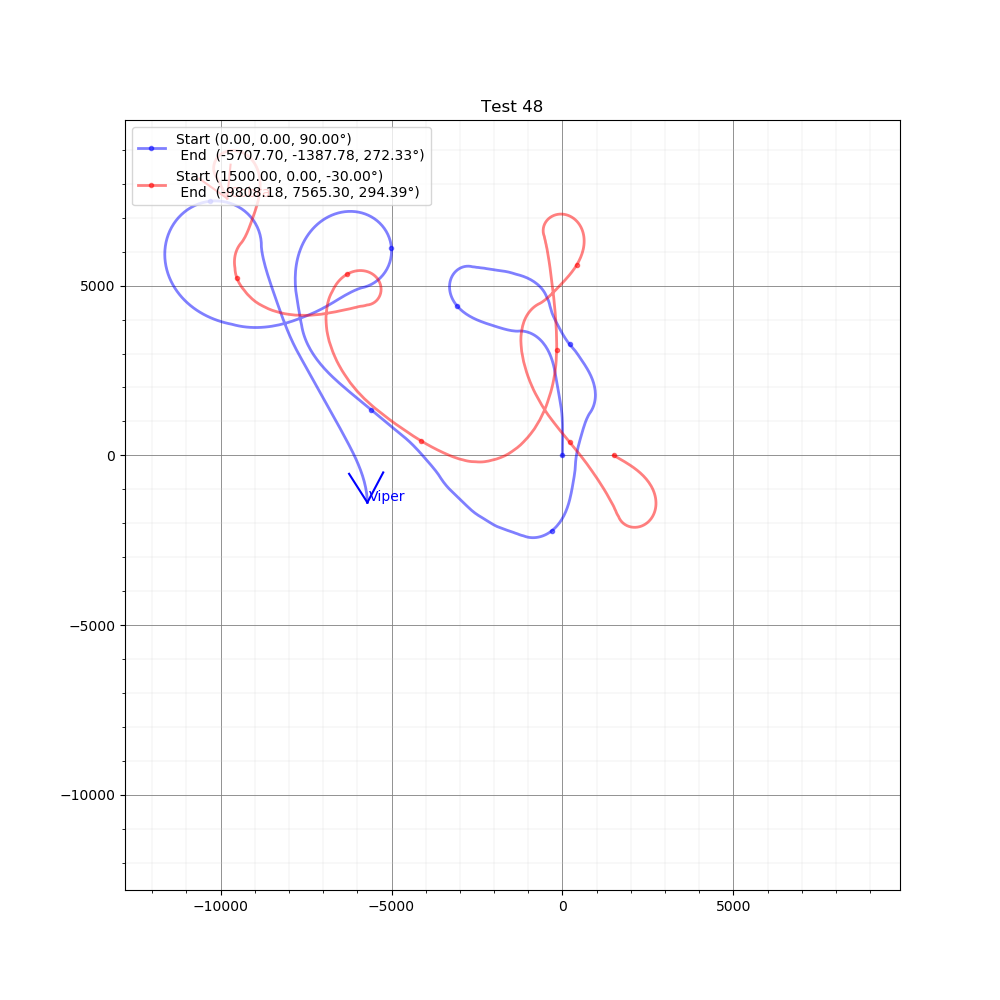 Test 48
Start (0.00, 0.00, 90.00°)
End (-5707.70, -1387.78, 272.33°)
Start (1500.00, 0.00, -30.00°)
End (-9808.18, 7565.30, 294.39°)
5000
0
Viper
−5000
−10000
−10000
−5000
0
5000